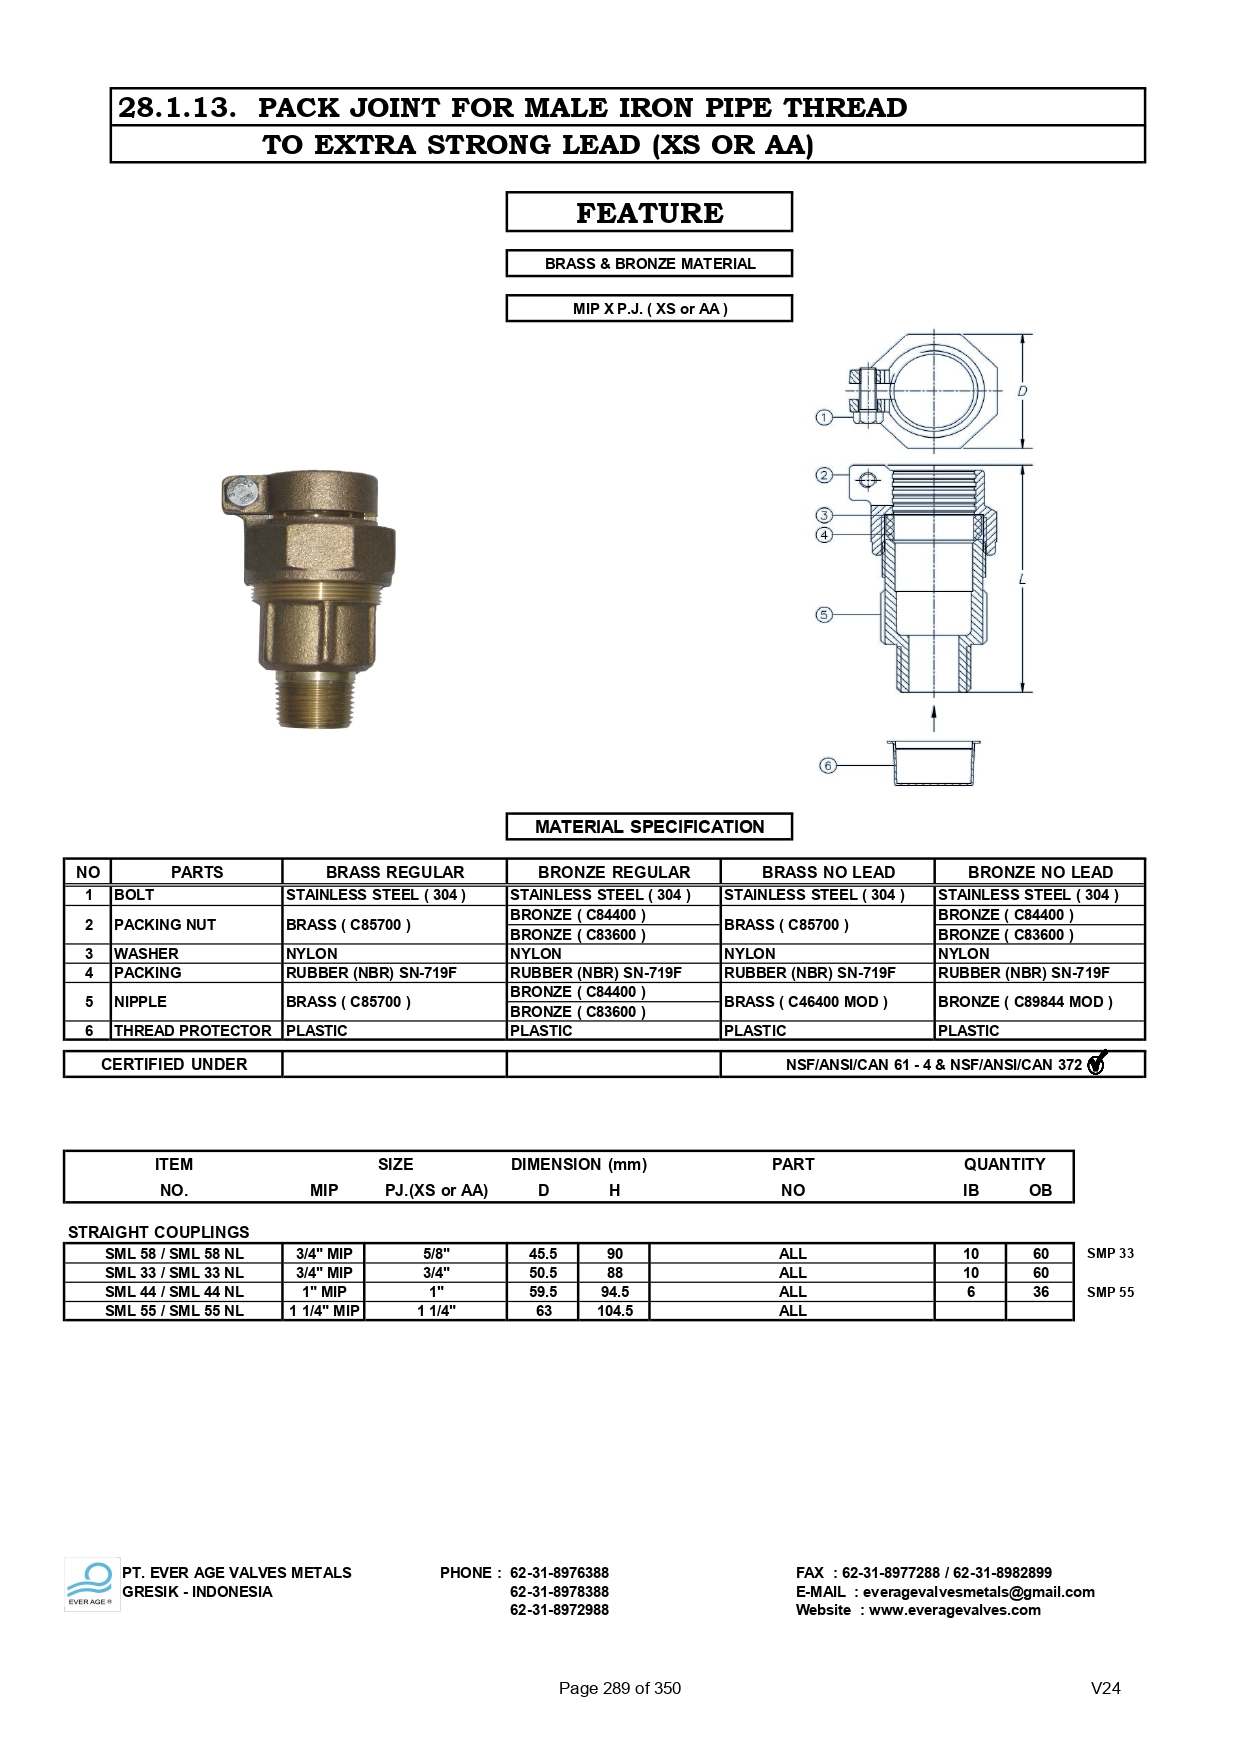 28.1.13. PACK JOINT FOR MALE IRON PIPE THREAD
TO EXTRA STRONG LEAD (XS OR AA)
FEATURE
BRASS & BRONZE MATERIAL
MIP X P.J. ( XS or AA )
D
1
2
3
4
L
5
6
MATERIAL SPECIFICATION
NO PARTS BRASS REGULAR BRONZE REGULAR BRASS NO LEAD BRONZE NO LEAD
1 BOLT STAINLESS STEEL ( 304 ) STAINLESS STEEL ( 304 ) STAINLESS STEEL ( 304 ) STAINLESS STEEL ( 304 )
2 PACKING NUT BRASS ( C85700 ) BRONZE ( C84400 ) BRASS ( C85700 ) BRONZE ( C84400 )
BRONZE ( C83600 ) BRONZE ( C83600 )
3 WASHER NYLON NYLON NYLON NYLON
4 PACKING RUBBER (NBR) SN-719F RUBBER (NBR) SN-719F RUBBER (NBR) SN-719F RUBBER (NBR) SN-719F
5 NIPPLE BRASS ( C85700 ) BRONZE ( C84400 ) BRASS ( C46400 MOD ) BRONZE ( C89844 MOD )
BRONZE ( C83600 )
6 THREAD PROTECTOR PLASTIC PLASTIC PLASTIC PLASTIC
CERTIFIED UNDER NSF/ANSI/CAN 61 - 4 & NSF/ANSI/CAN 372
ITEM SIZE DIMENSION (mm) PART QUANTITY
NO. MIP PJ.(XS or AA) D H NO IB OB
STRAIGHT COUPLINGS
SML 58 / SML 58 NL 3/4" MIP 5/8" 45.5 90 ALL 10 60 SMP 33
SML 33 / SML 33 NL 3/4" MIP 3/4" 50.5 88 ALL 10 60
SML 44 / SML 44 NL 1" MIP 1" 59.5 94.5 ALL 6 36 SMP 55
SML 55 / SML 55 NL 1 1/4" MIP 1 1/4" 63 104.5 ALL
EVER AGE ®
PT. EVER AGE VALVES METALS PHONE : 62-31-8976388 FAX : 62-31-8977288 / 62-31-8982899
GRESIK - INDONESIA 62-31-8978388 E-MAIL : everagevalvesmetals@gmail.com
62-31-8972988 Website : www.everagevalves.com
Page 289 of 350 V24